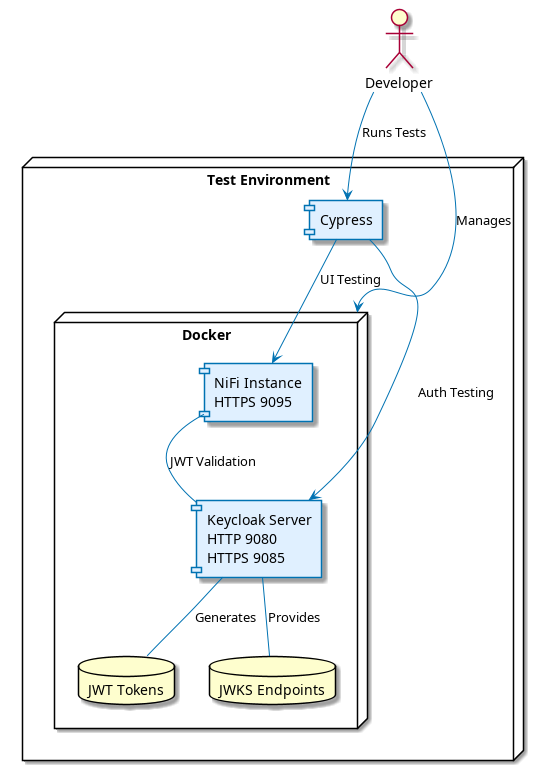 Developer
Runs Tests
Test Environment
Cypress
Manages
UI Testing
Docker
NiFi Instance
HTTPS 9095
Auth Testing
JWT Validation
Keycloak Server
HTTP 9080
HTTPS 9085
Generates
Provides
JWT Tokens
JWKS Endpoints